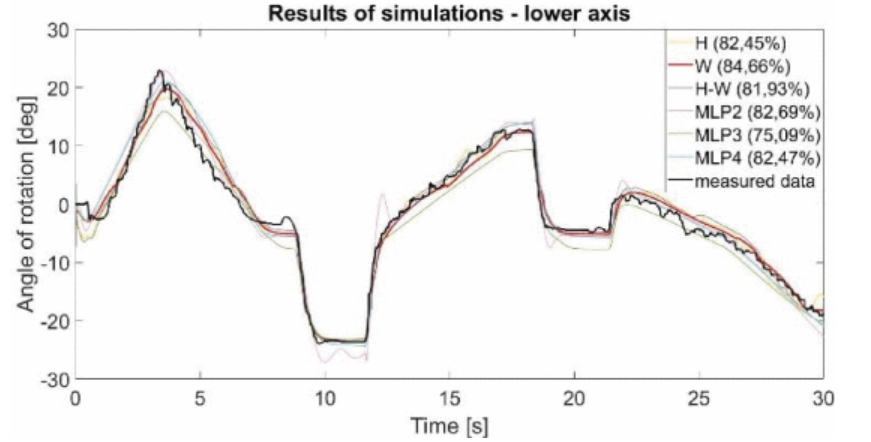 Results of simulations - lower axis
30
20
10
0
-10
-20
-30
Angle of rotation [deg]
H (82,45%)
W (84,66%)
H-W (81,93%)
MLP2 (82,69%)
MLP3 (75,09%)
MLP4 (82,47%)
measured data
0 5 10 15 20 25 30
Time [s]